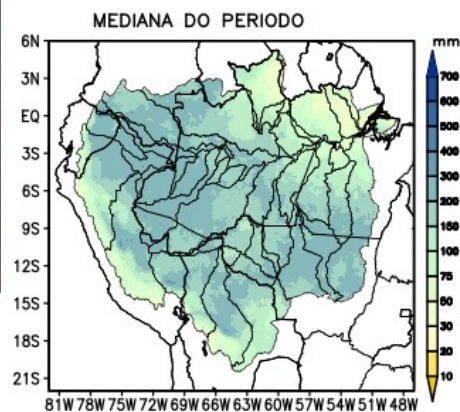 MEDIANA DO PERIODO
mm
6N
3N
EQ
3S
6S
9S
12S
15S
18S
21S
81W 78W 75W 72W 69W 66W 63W 60W 57W 54W 51W 48W
700
600
500
400
300
200
150
100
75
50
30
20
10